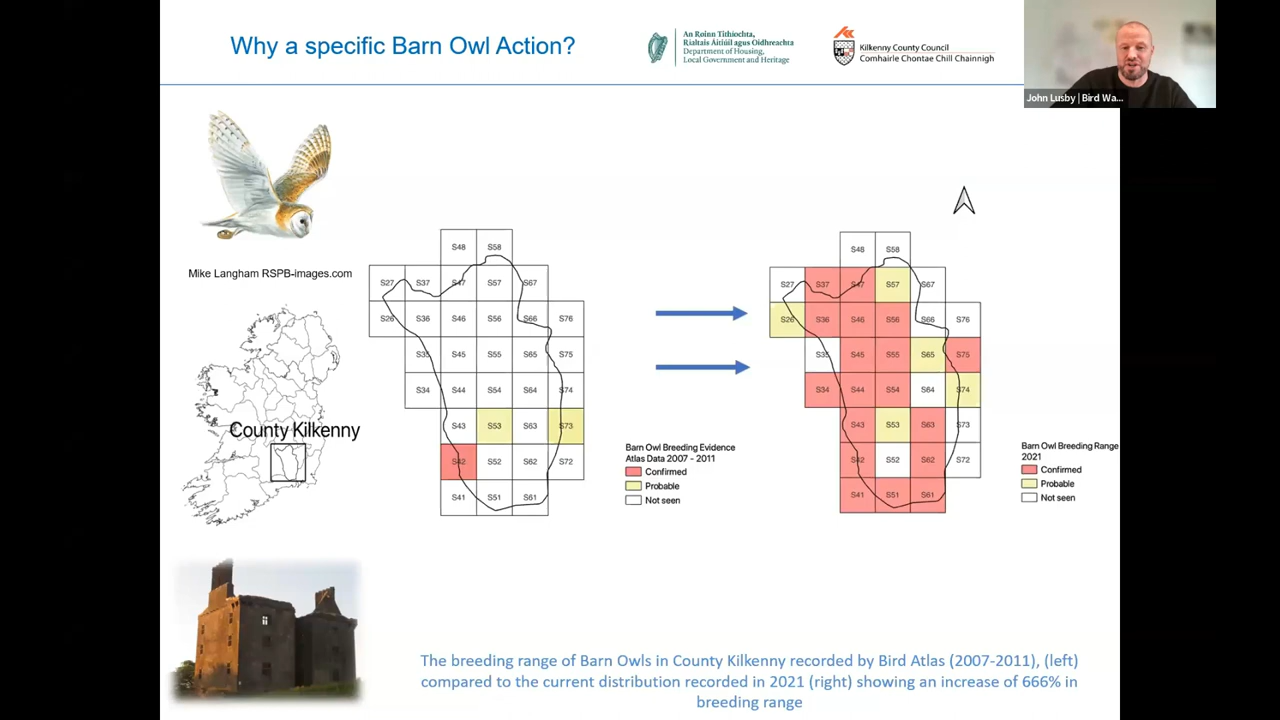 Why a specific Barn Owl Action?
An Roinn Tithíochta,
Rialtais Áitiúil agus Oidhreachta
Department of Housing,
Local Government and Heritage
Kilkenny County Council
Comhairle Chontae Chill Chainnigh
John Lusby | Bird Wa...
Mike Langham RSPB-images.com
County Kilkenny
S48 S58
S27 S37 S47 S57 S67
S26 S36 S46 S56 S66 S76
S35 S45 S55 S65 S75
S34 S44 S54 S64 S74
S43 S53 S63 S73
S42 S52 S62 S72
S41 S51 S61
Barn Owl Breeding Evidence
Atlas Data 2007 - 2011
Confirmed
Probable
Not seen
S48 S58
S27 S37 S47 S57 S67
S26 S36 S46 S56 S66 S76
S35 S45 S55 S65 S75
S34 S44 S54 S64 S74
S43 S53 S63 S73
S42 S52 S62 S72
S41 S51 S61
Barn Owl Breeding Range
2021
Confirmed
Probable
Not seen
The breeding range of Barn Owls in County Kilkenny recorded by Bird Atlas (2007-2011), (left)
compared to the current distribution recorded in 2021 (right) showing an increase of 666% in
breeding range